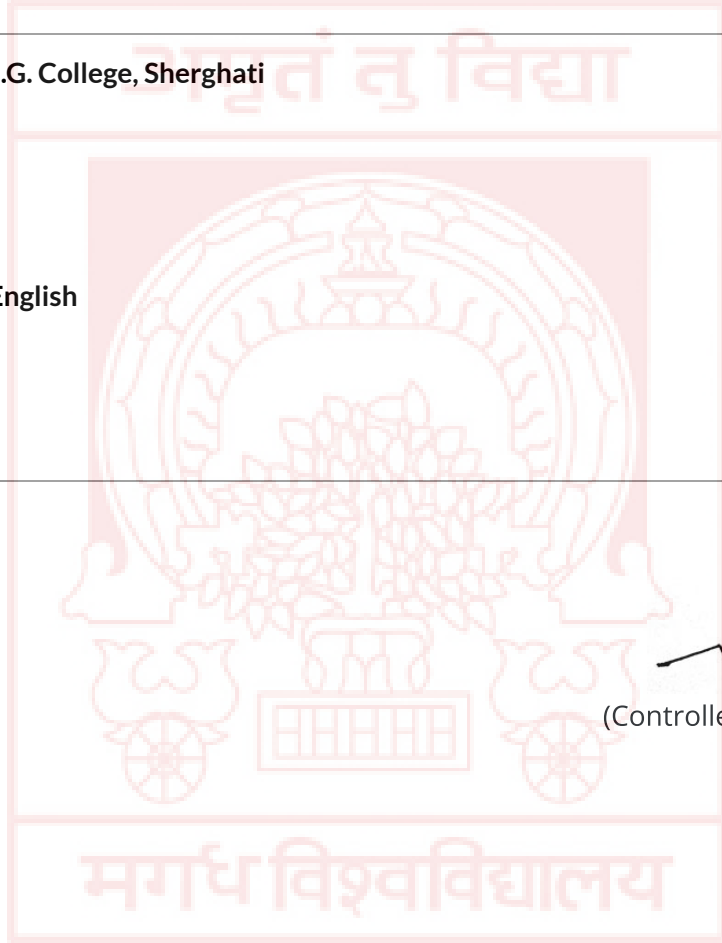 अमृतं तु विद्या
.G. College, Sherghati
English
(Controlle
मगध विश्वविद्यालय